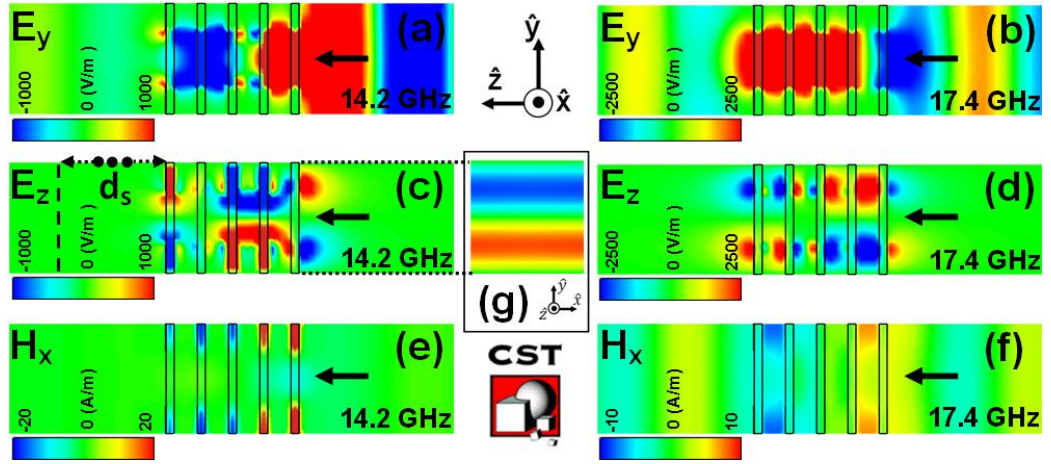 Ey
(a)
-1000
0 (V/m)
1000
14.2 GHz
ŷ
ẑ
x̂
Ey
(b)
-2500
0 (V/m)
2500
17.4 GHz
Ez
ds
(c)
-1000
0 (V/m)
1000
14.2 GHz
(g)
ŷ
ẑ
x̂
Ez
(d)
-2500
0 (V/m)
2500
17.4 GHz
Hx
(e)
-20
0 (A/m)
20
14.2 GHz
CST
Hx
(f)
-10
0 (A/m)
10
17.4 GHz